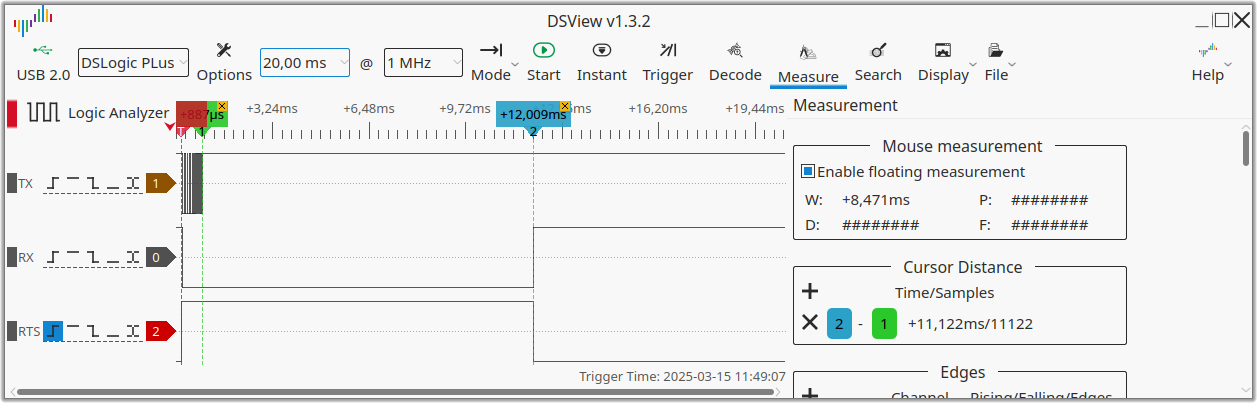 DSView v1.3.2
USB 2.0 DSLogic PLus Options 20,00 ms @ 1 MHz Mode Start Instant Trigger Decode Measure Search Display File Help
Logic Analyzer +887µs +3,24ms +6,48ms +9,72ms +12,009ms +16,20ms +19,44ms
T 1 2
TX 1
RX 0
RTS 2
Trigger Time: 2025-03-15 11:49:07
Measurement
Mouse measurement
Enable floating measurement
W: +8,471ms P: ########
D: ######## F: ########
Cursor Distance
Time/Samples
2 - 1 +11,122ms/11122
Edges
Channel Rising/Falling/Edges